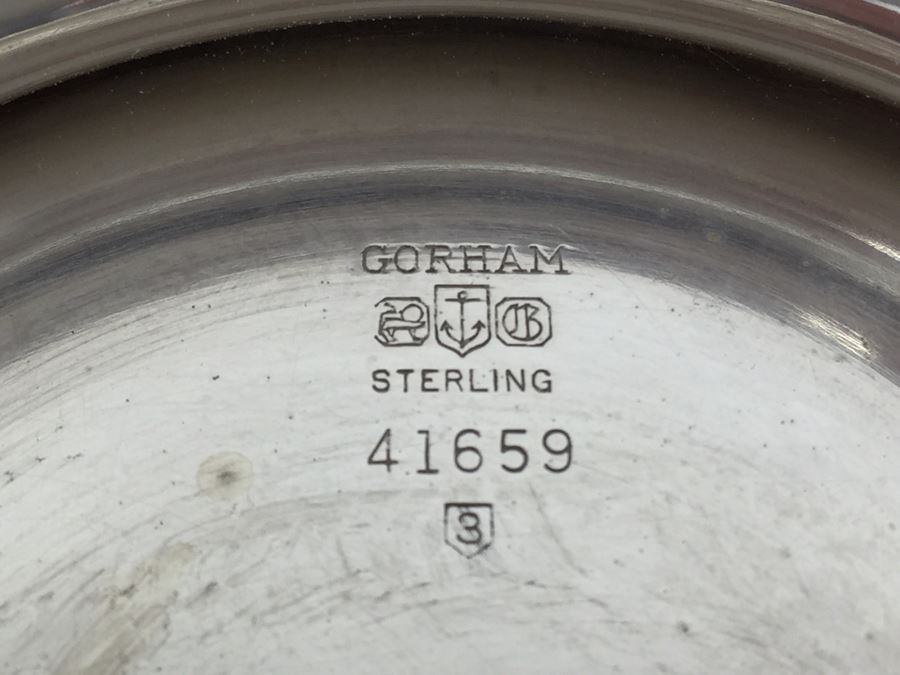 GORHAM
G
STERLING
41659
3